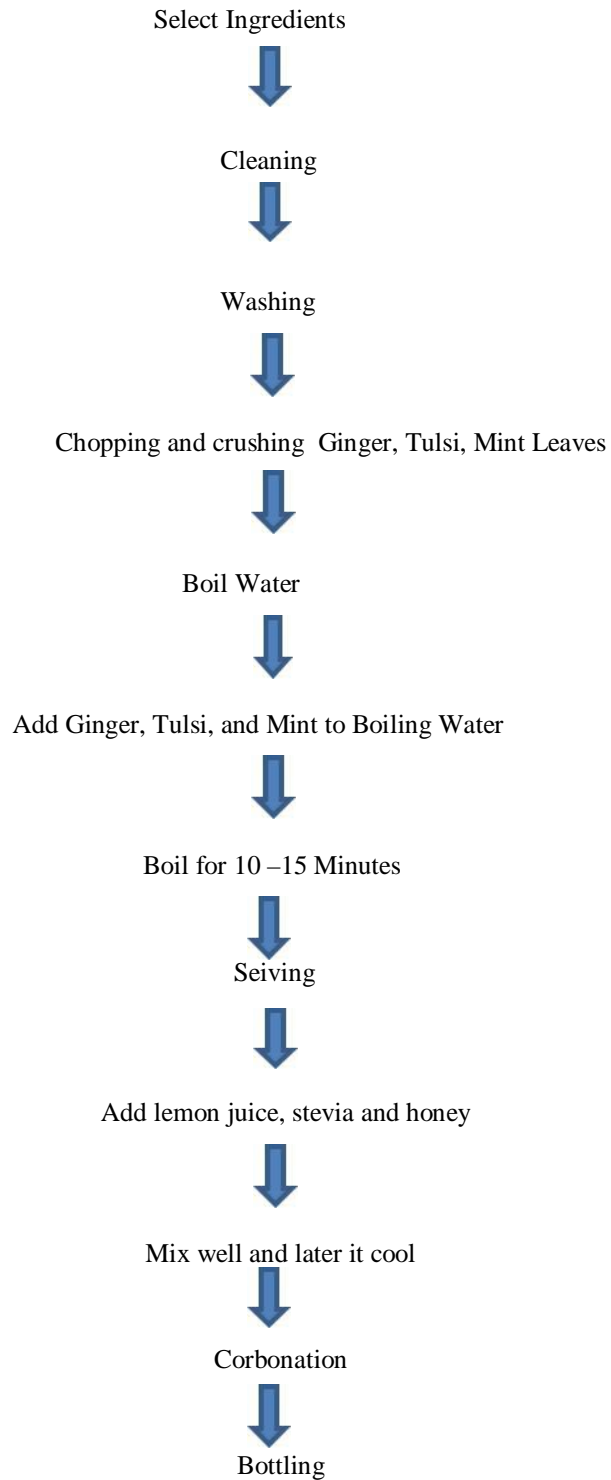 Select Ingredients
Cleaning
Washing
Chopping and crushing  Ginger, Tulsi, Mint Leaves
Boil Water
Add Ginger, Tulsi, and Mint to Boiling Water
Boil for 10 –15 Minutes
Seiving
Add lemon juice, stevia and honey
Mix well and later it cool
Corbonation
Bottling